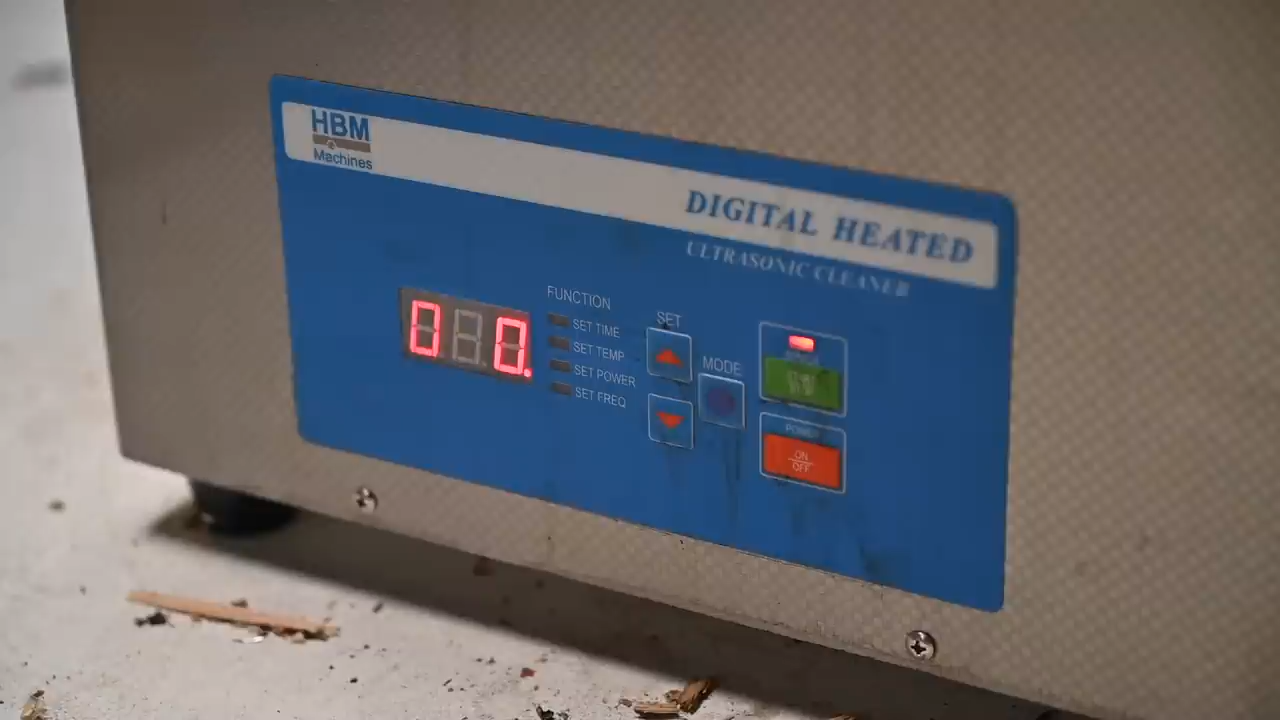 HBM
Machines
DIGITAL HEATED
ULTRASONIC CLEANER
0 0.
FUNCTION
SET TIME
SET TEMP
SET POWER
SET FREQ
SET
MODE
POWER
ON
OFF